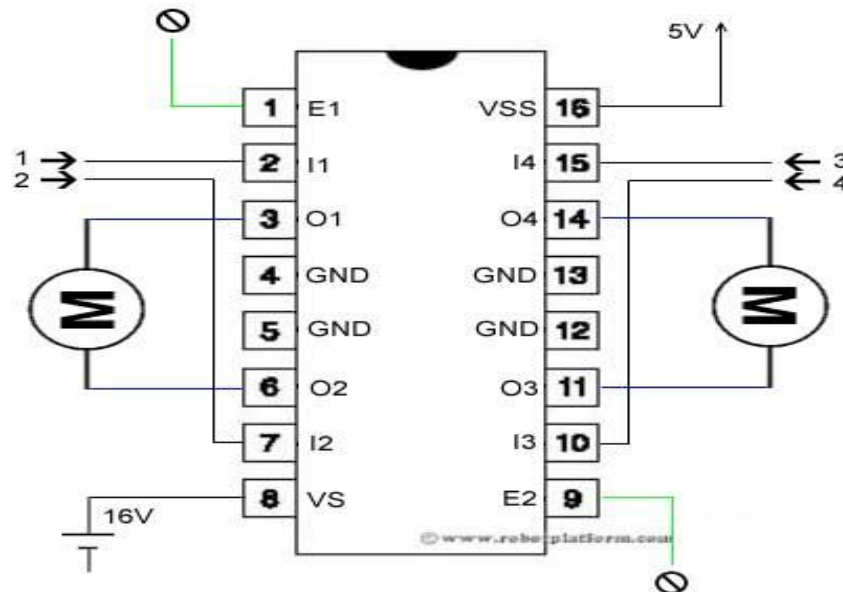 5V
1 E1 VSS 16
1 2 I1 I4 15 3
2 4
3 O1 O4 14
M 4 GND GND 13 M
5 GND GND 12
6 O2 O3 11
7 I2 I3 10
16V 8 VS E2 9
© www.robotplatform.com